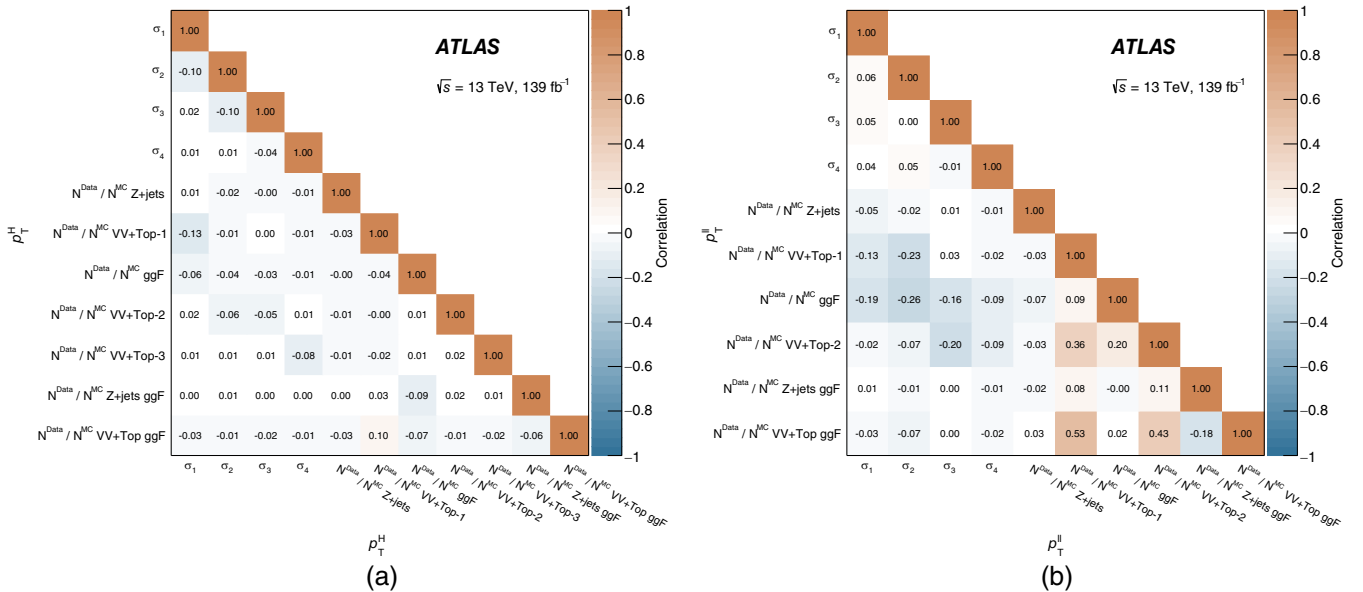 σ1 1.00
σ2 -0.10 1.00
σ3 0.02 -0.10 1.00
σ4 0.01 0.01 -0.04 1.00
N^Data / N^MC Z+jets 0.01 -0.02 -0.00 -0.01 1.00
N^Data / N^MC VV+Top-1 -0.13 -0.01 0.00 -0.01 -0.03 1.00
N^Data / N^MC ggF -0.06 -0.04 -0.03 -0.01 -0.00 -0.04 1.00
N^Data / N^MC VV+Top-2 0.02 -0.06 -0.05 0.01 -0.01 -0.00 0.01 1.00
N^Data / N^MC VV+Top-3 0.01 0.01 0.01 -0.08 -0.01 -0.02 0.01 0.02 1.00
N^Data / N^MC Z+jets ggF 0.00 0.01 0.00 0.00 0.00 0.03 -0.09 0.02 0.01 1.00
N^Data / N^MC VV+Top ggF -0.03 -0.01 -0.02 -0.01 -0.03 0.10 -0.07 -0.01 -0.02 -0.06 1.00
σ1 σ2 σ3 σ4
N^Data / N^MC Z+jets
N^Data / N^MC VV+Top-1
N^Data / N^MC ggF
N^Data / N^MC VV+Top-2
N^Data / N^MC VV+Top-3
N^Data / N^MC Z+jets ggF
N^Data / N^MC VV+Top ggF
p_T^H
p_T^H
ATLAS
√s = 13 TeV, 139 fb⁻¹
1
0.8
0.6
0.4
0.2
0
−0.2
−0.4
−0.6
−0.8
−1
Correlation
(a)
σ1 1.00
σ2 0.06 1.00
σ3 0.05 0.00 1.00
σ4 0.04 0.05 -0.01 1.00
N^Data / N^MC Z+jets -0.05 -0.02 0.01 -0.01 1.00
N^Data / N^MC VV+Top-1 -0.13 -0.23 0.03 -0.02 -0.03 1.00
N^Data / N^MC ggF -0.19 -0.26 -0.16 -0.09 -0.07 0.09 1.00
N^Data / N^MC VV+Top-2 -0.02 -0.07 -0.20 -0.09 -0.03 0.36 0.20 1.00
N^Data / N^MC Z+jets ggF 0.01 -0.01 0.00 -0.01 -0.02 0.08 -0.00 0.11 1.00
N^Data / N^MC VV+Top ggF -0.03 -0.07 0.00 -0.02 0.03 0.53 0.02 0.43 -0.18 1.00
σ1 σ2 σ3 σ4
N^Data / N^MC Z+jets
N^Data / N^MC VV+Top-1
N^Data / N^MC ggF
N^Data / N^MC VV+Top-2
N^Data / N^MC Z+jets ggF
N^Data / N^MC VV+Top ggF
p_T^ll
p_T^ll
ATLAS
√s = 13 TeV, 139 fb⁻¹
1
0.8
0.6
0.4
0.2
0
−0.2
−0.4
−0.6
−0.8
−1
Correlation
(b)